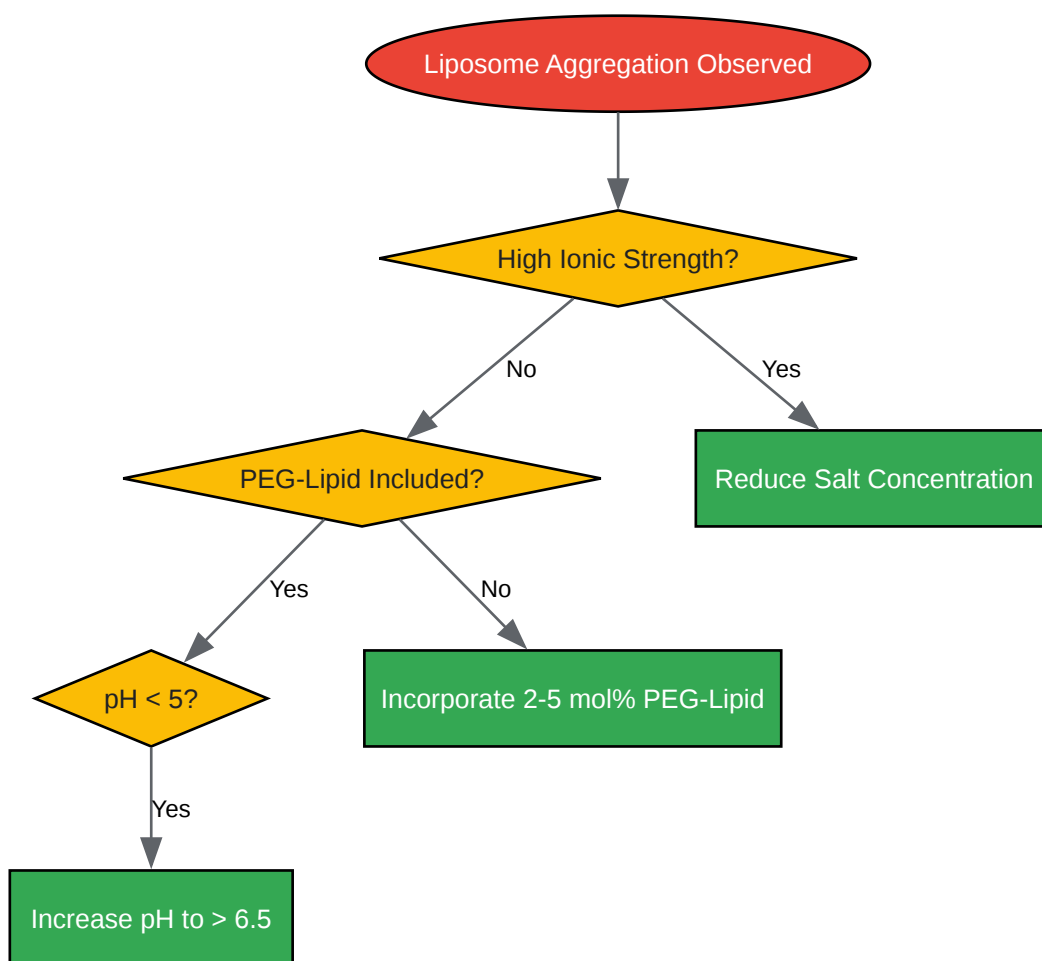 Liposome Aggregation Observed
High Ionic Strength?
No
Yes
PEG-Lipid Included?
Reduce Salt Concentration
Yes
No
pH < 5?
Incorporate 2-5 mol% PEG-Lipid
Yes
Increase pH to > 6.5